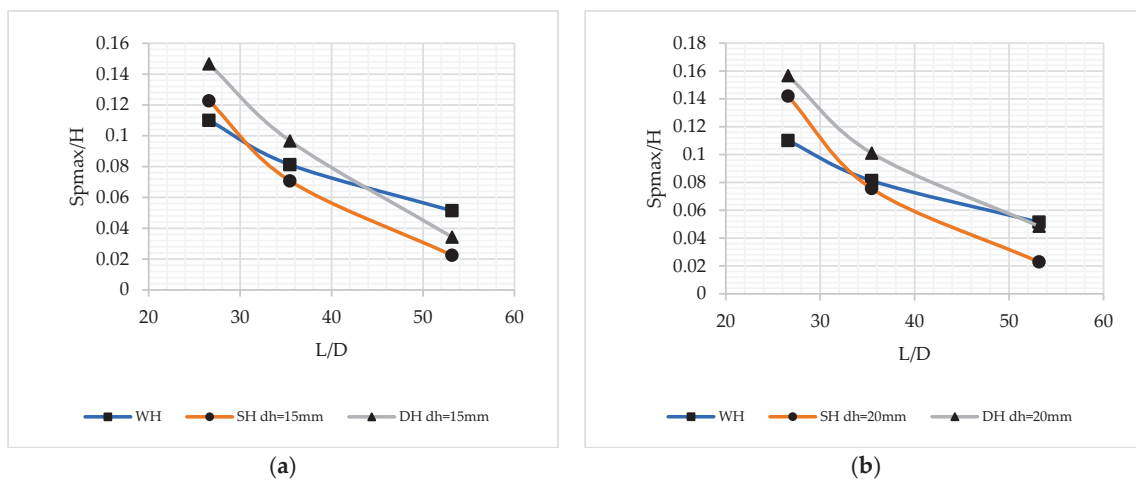 0.16
0.14
0.12
0.1
0.08
0.06
0.04
0.02
0
Spmax/H
20 30 40 50 60
L/D
WH SH dh=15mm DH dh=15mm
(a)
0.18
0.16
0.14
0.12
0.1
0.08
0.06
0.04
0.02
0
Spmax/H
20 30 40 50 60
L/D
WH SH dh=20mm DH dh=20mm
(b)